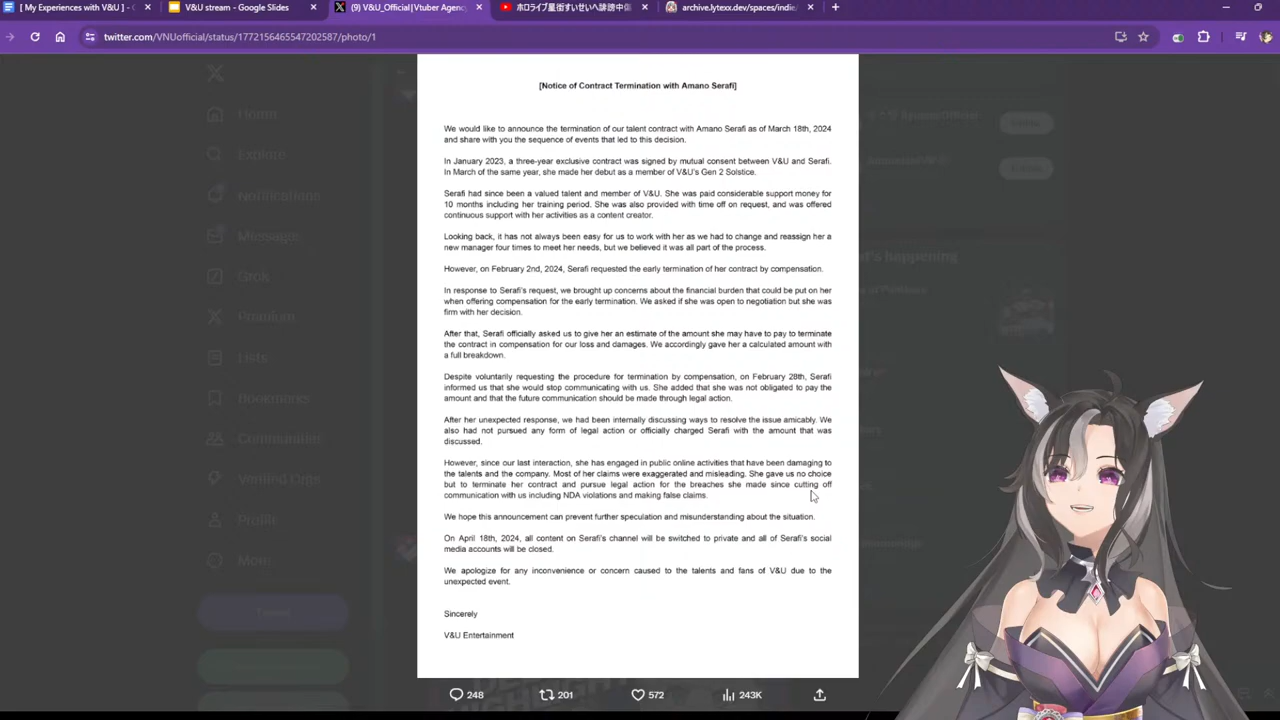 [ My Experiences with V&U ] - G
V&U stream - Google Slides
(9) V&U_Official|Vtuber Agenc
ホロライブ星街すいせいへ誹謗中傷
archive.lytexx.dev/spaces/indie
twitter.com/VNUofficial/status/1772156465547202587/photo/1
Home
Explore
Notifications
Message
Grok
Premium
Lists
Bookmarks
Communities
Verified Orgs
Profile
More
[Notice of Contract Termination with Amano Serafi]
We would like to announce the termination of our talent contract with Amano Serafi as of March 18th, 2024
and share with you the sequence of events that led to this decision.
In January 2023, a three-year exclusive contract was signed by mutual consent between V&U and Serafi.
In March of the same year, she made her debut as a member of V&U's Gen 2 Solstice.
Serafi had since been a valued talent and member of V&U. She was paid considerable support money for
10 months including her training period. She was also provided with time off on request, and was offered
continuous support with her activities as a content creator.
Looking back, it has not always been easy for us to work with her as we had to change and reassign her a
new manager four times to meet her needs, but we believed it was all part of the process.
However, on February 2nd, 2024, Serafi requested the early termination of her contract by compensation.
In response to Serafi's request, we brought up concerns about the financial burden that could be put on her
when offering compensation for the early termination. We asked if she was open to negotiation but she was
firm with her decision.
After that, Serafi officially asked us to give her an estimate of the amount she may have to pay to terminate
the contract in compensation for our loss and damages. We accordingly gave her a calculated amount with
a full breakdown.
Despite voluntarily requesting the procedure for termination by compensation, on February 28th, Serafi
informed us that she would stop communicating with us. She added that she was not obligated to pay the
amount and that the future communication should be made through legal action.
After her unexpected response, we had been internally discussing ways to resolve the issue amicably. We
also had not pursued any form of legal action or officially charged Serafi with the amount that was
discussed.
However, since our last interaction, she has engaged in public online activities that have been damaging to
the talents and the company. Most of her claims were exaggerated and misleading. She gave us no choice
but to terminate her contract and pursue legal action for the breaches she made since cutting off
communication with us including NDA violations and making false claims.
We hope this announcement can prevent further speculation and misunderstanding about the situation.
On April 18th, 2024, all content on Serafi's channel will be switched to private and all of Serafi's social
media accounts will be closed.
We apologize for any inconvenience or concern caused to the talents and fans of V&U due to the
unexpected event.
Sincerely
V&U Entertainment
248
201
572
243K